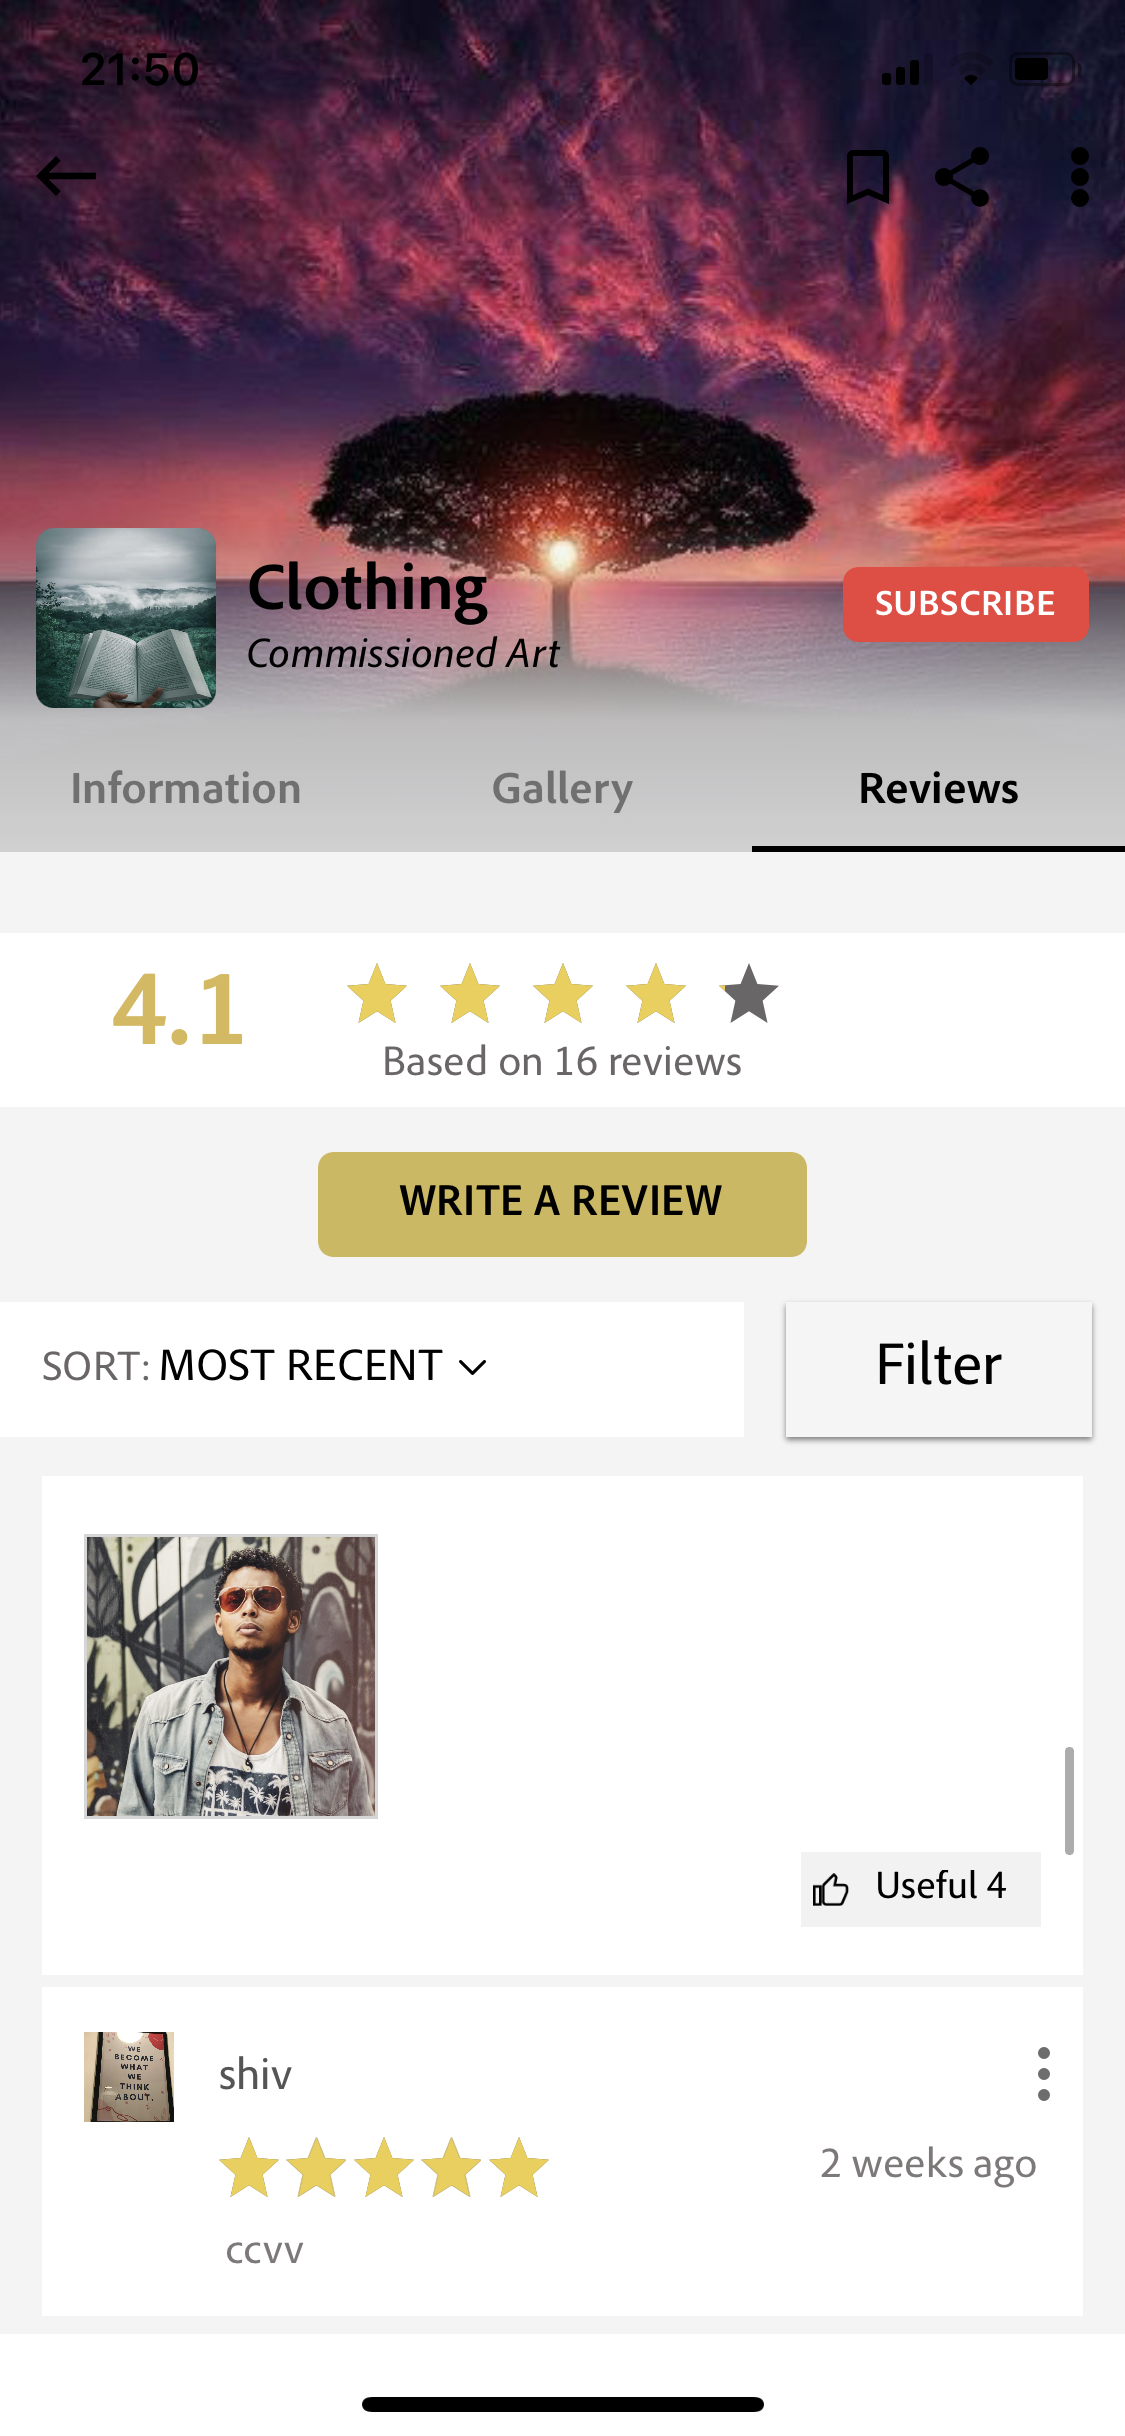 21:50
Clothing
Commissioned Art
SUBSCRIBE
Information Gallery Reviews
4.1
Based on 16 reviews
WRITE A REVIEW
SORT: MOST RECENT
Filter
Useful 4
WE
BECOME
WHAT
WE
THINK
ABOUT.
shiv
2 weeks ago
ccvv